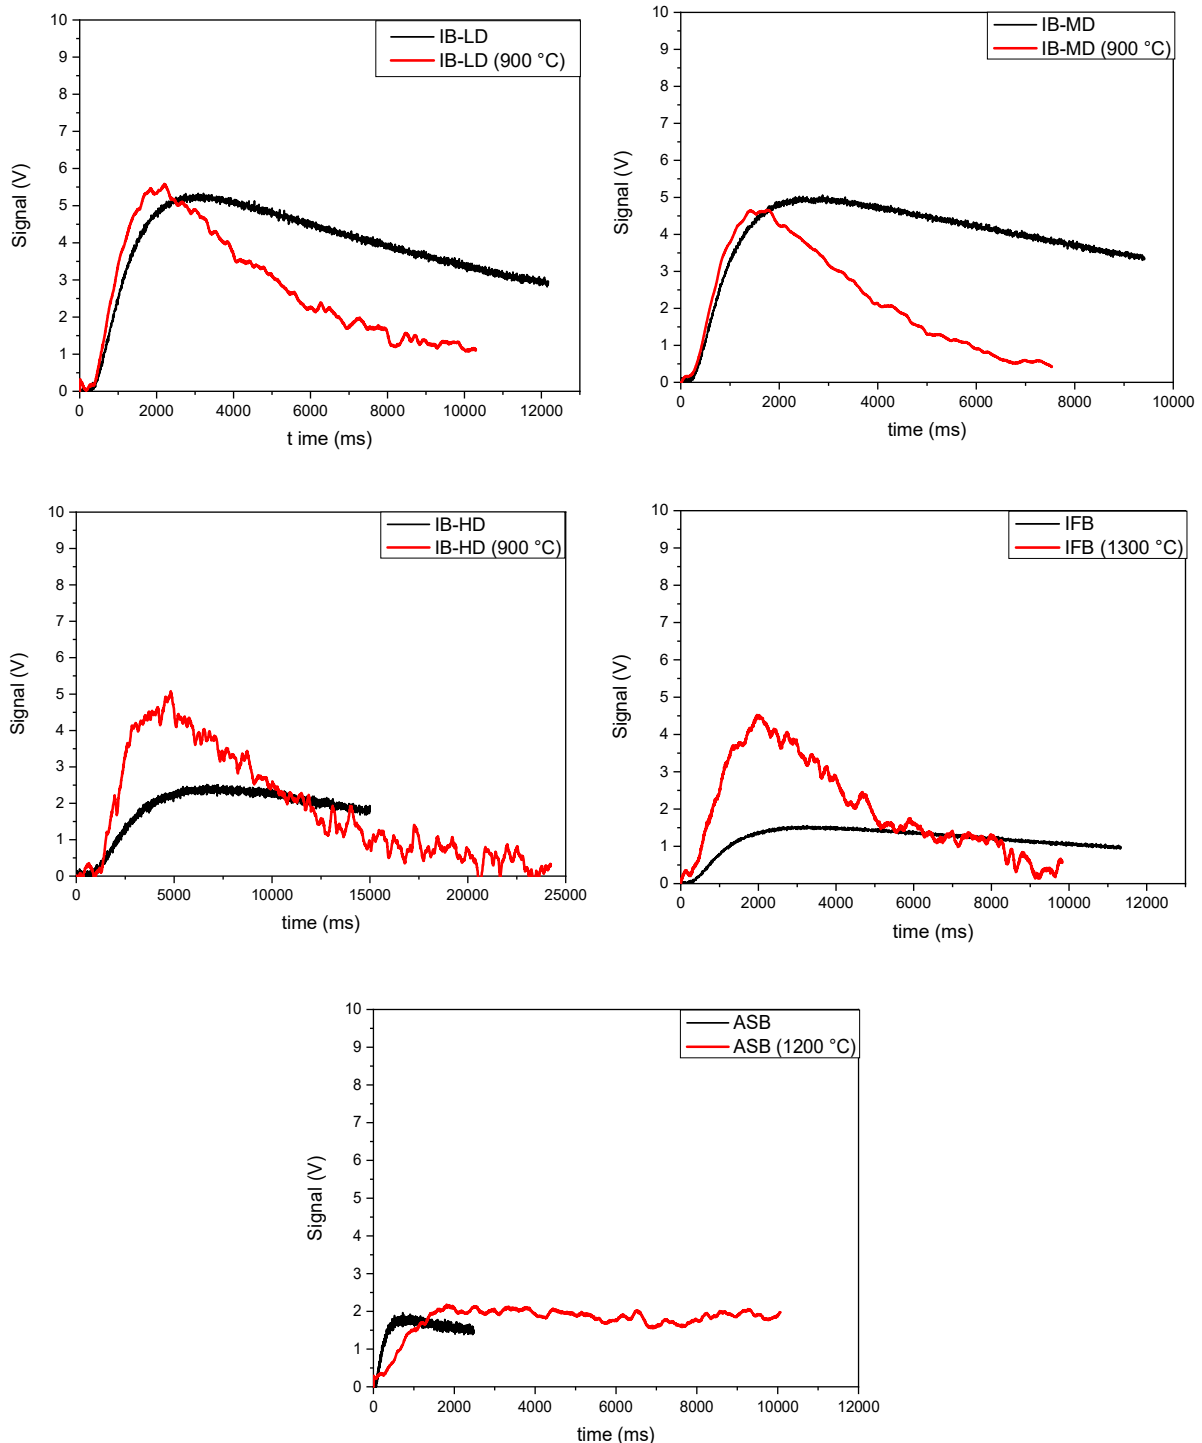 10
9
8
7
6
5
4
3
2
1
0
Signal (V)
IB-LD
IB-LD (900 °C)
0 2000 4000 6000 8000 10000 12000
t ime (ms)
10
9
8
7
6
5
4
3
2
1
0
Signal (V)
IB-MD
IB-MD (900 °C)
0 2000 4000 6000 8000 10000
time (ms)
10
9
8
7
6
5
4
3
2
1
0
Signal (V)
IB-HD
IB-HD (900 °C)
0 5000 10000 15000 20000 25000
time (ms)
10
9
8
7
6
5
4
3
2
1
0
Signal (V)
IFB
IFB (1300 °C)
0 2000 4000 6000 8000 10000 12000
time (ms)
10
9
8
7
6
5
4
3
2
1
0
Signal (V)
ASB
ASB (1200 °C)
0 2000 4000 6000 8000 10000 12000
time (ms)